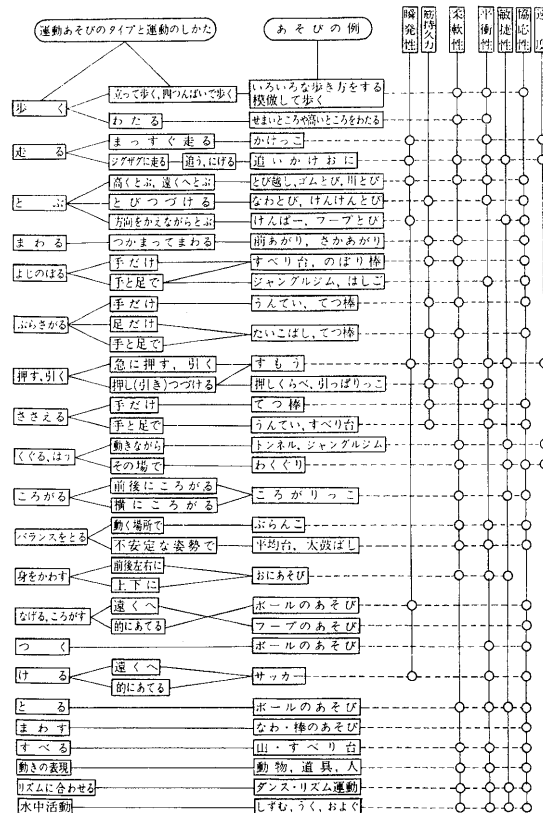 運動あそびのタイプと運動のしかた
あそびの例
瞬発性
筋持久力
柔軟性
平衡性
敏捷性
協応性
歩く
立って歩く,四つんばいで歩く
いろいろな歩き方をする
模倣して歩く
わたる
せまいところや高いところをわたる
走る
まっすぐ走る
かけっこ
ジグザグに走る
追う,にげる
追いかけおに
とぶ
高くとぶ,遠くへとぶ
とび越し,ゴムとび,川とび
とびつづける
なわとび,けんけんとび
方向をかえながらとぶ
けんぱー,フープとび
まわる
つかまってまわる
前あがり,さかあがり
よじのぼる
手だけ
すべり台,のぼり棒
手と足で
ジャングルジム,はしご
ぶらさがる
手だけ
うんてい,てつ棒
足だけ
手と足で
たいこばし,てつ棒
押す,引く
急に押す,引く
すもう
押し(引き)つづける
押しくらべ,引っぱりっこ
ささえる
手だけ
てつ棒
手と足で
うんてい,すべり台
くぐる,はう
動きながら
トンネル,ジャングルジム
その場で
わくぐり
ころがる
前後にころがる
横にころがる
ころがりっこ
バランスをとる
動く場所で
ぶらんこ
不安定な姿勢で
平均台,太鼓ばし
身をかわす
前後左右に
上下に
おにあそび
なげる,ころがす
遠くへ
ボールのあそび
的にあてる
フープのあそび
つく
ボールのあそび
ける
遠くへ
的にあてる
サッカー
とる
ボールのあそび
まわす
なわ・棒のあそび
すべる
山・すべり台
動きの表現
動物,道具,人
リズムに合わせる
ダンス・リズム運動
水中活動
しずむ,うく,およぐ